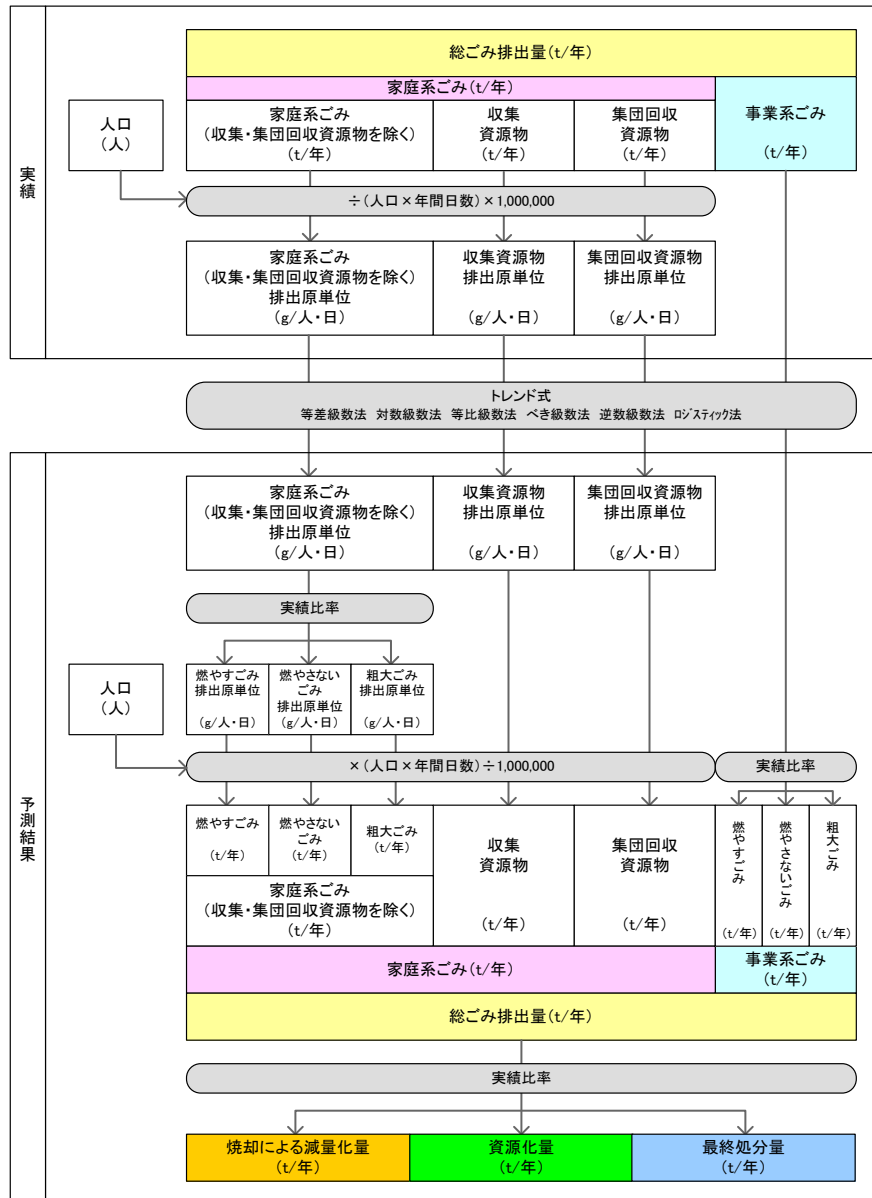 実績
総ごみ排出量(t/年)
家庭系ごみ(t/年)
人口
(人)
家庭系ごみ
(収集・集団回収資源物を除く)
(t/年)
収集
資源物
(t/年)
集団回収
資源物
(t/年)
事業系ごみ
(t/年)
÷(人口×年間日数)×1,000,000
家庭系ごみ
(収集・集団回収資源物を除く)
排出原単位
(g/人・日)
収集資源物
排出原単位
(g/人・日)
集団回収資源物
排出原単位
(g/人・日)
トレンド式
等差級数法 対数級数法 等比級数法 べき級数法 逆数級数法 ロジスティック法
予測結果
家庭系ごみ
(収集・集団回収資源物を除く)
排出原単位
(g/人・日)
収集資源物
排出原単位
(g/人・日)
集団回収資源物
排出原単位
(g/人・日)
実績比率
人口
(人)
燃やすごみ
排出原単位
(g/人・日)
燃やさない
ごみ
排出原単位
(g/人・日)
粗大ごみ
排出原単位
(g/人・日)
×(人口×年間日数)÷1,000,000
実績比率
燃やすごみ
(t/年)
燃やさない
ごみ
(t/年)
粗大ごみ
(t/年)
家庭系ごみ
(収集・集団回収資源物を除く)
(t/年)
収集
資源物
(t/年)
集団回収
資源物
(t/年)
燃やすごみ
(t/年)
燃やさないごみ
(t/年)
粗大ごみ
(t/年)
家庭系ごみ(t/年)
事業系ごみ
(t/年)
総ごみ排出量(t/年)
実績比率
焼却による減量化量
(t/年)
資源化量
(t/年)
最終処分量
(t/年)